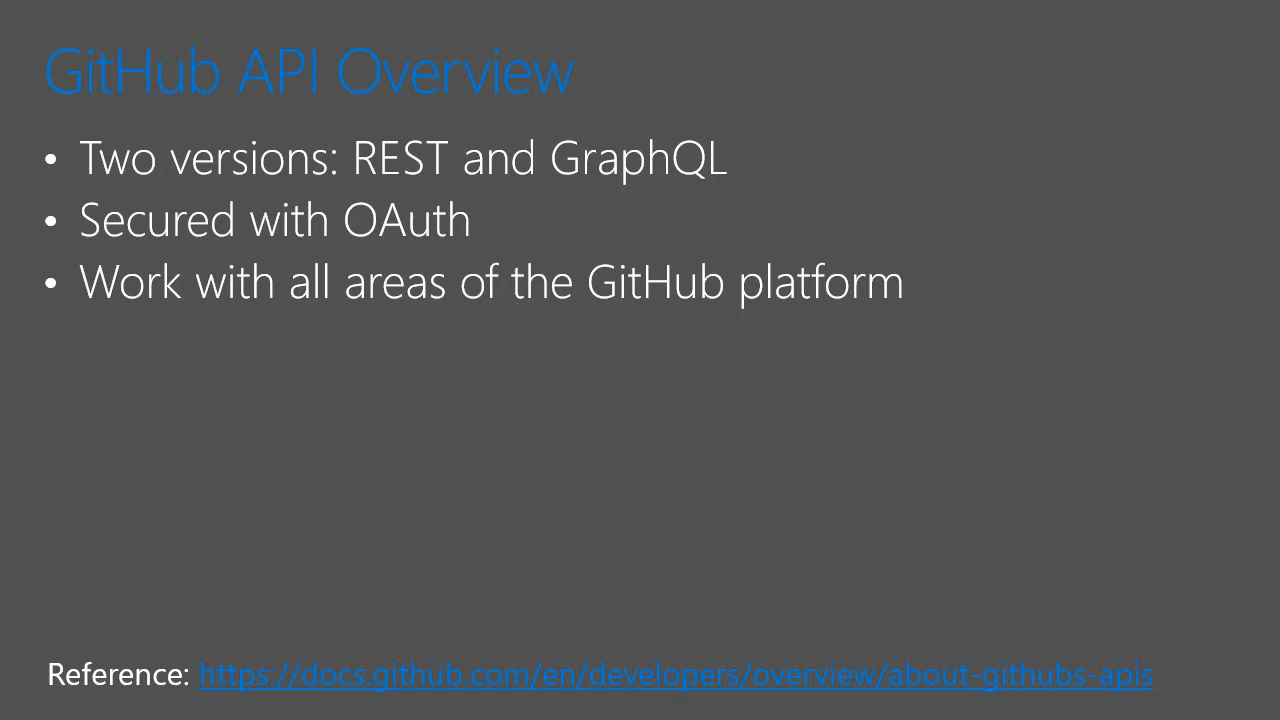 GitHub API Overview
• Two versions: REST and GraphQL
• Secured with OAuth
• Work with all areas of the GitHub platform
Reference: https://docs.github.com/en/developers/overview/about-githubs-apis